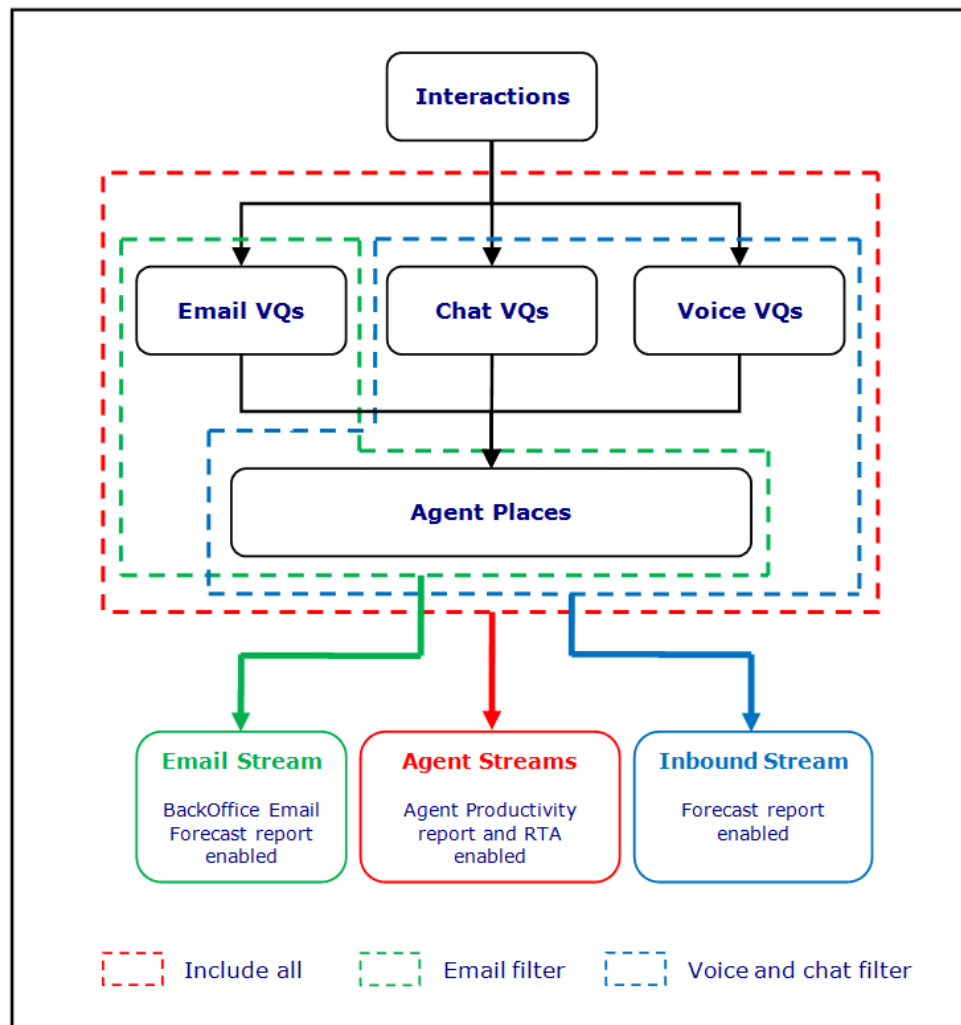 Interactions
Email VQs
Chat VQs
Voice VQs
Agent Places
Email Stream
BackOffice Email
Forecast report
enabled
Agent Streams
Agent Productivity
report and RTA
enabled
Inbound Stream
Forecast report
enabled
Include all
Email filter
Voice and chat filter